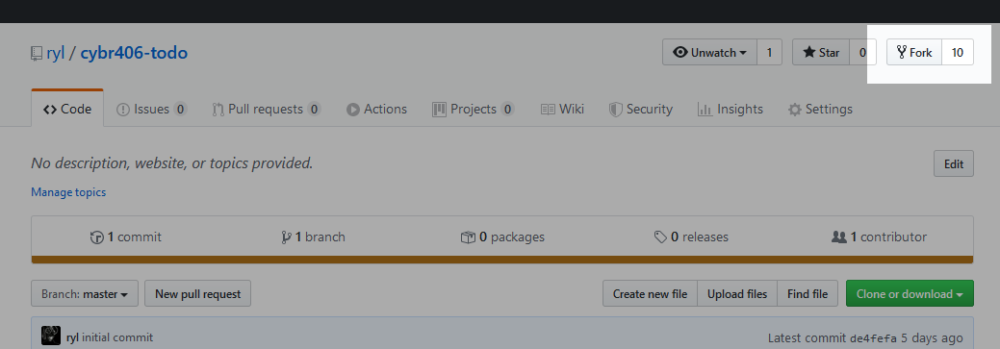 ryl / cybr406-todo Unwatch 1 Star 0 Fork 10
Code Issues 0 Pull requests 0 Actions Projects 0 Wiki Security Insights Settings
No description, website, or topics provided. Edit
Manage topics
1 commit 1 branch 0 packages 0 releases 1 contributor
Branch: master New pull request Create new file Upload files Find file Clone or download
ryl initial commit Latest commit de4fefa 5 days ago